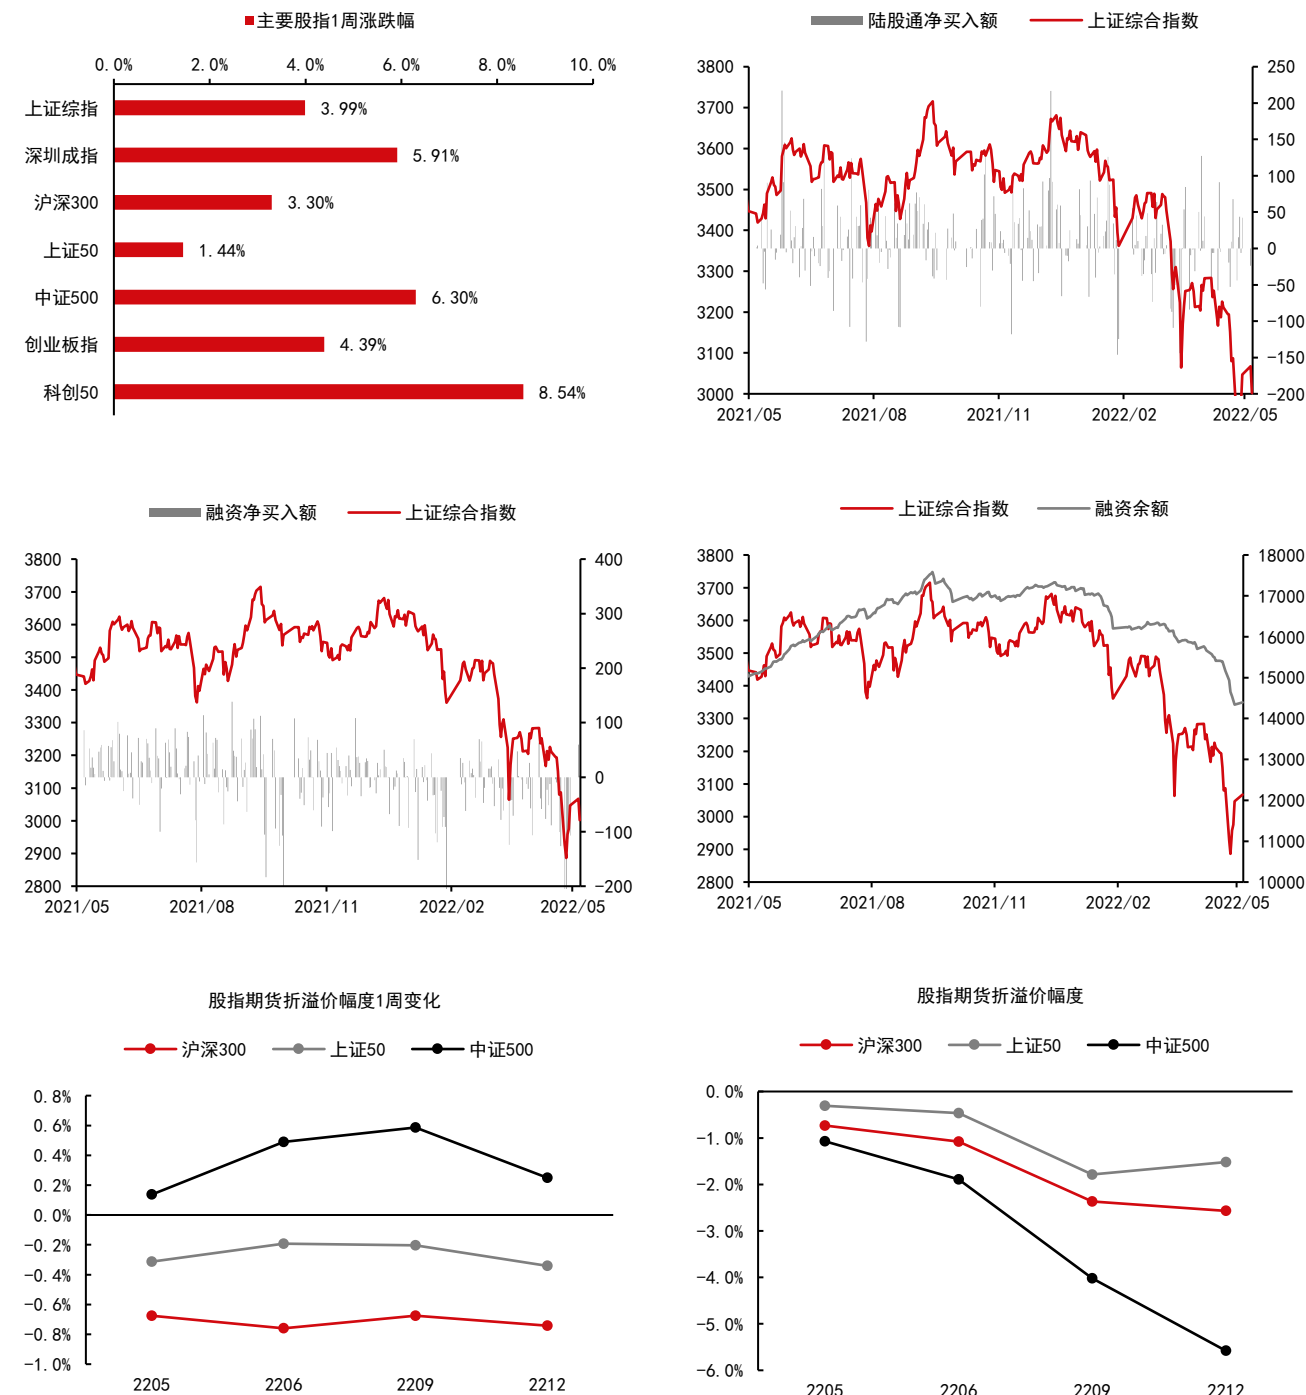 主要股指1周涨跌幅
0.0% 2.0% 4.0% 6.0% 8.0% 10.0%
上证综指 3.99%
深圳成指 5.91%
沪深300 3.30%
上证50 1.44%
中证500 6.30%
创业板指 4.39%
科创50 8.54%
陆股通净买入额 上证综合指数
3800 250
3700 200
3600 150
3500 100
3400 50
3300 0
3200 -50
3100 -100
3000 -150
-200
2021/05 2021/08 2021/11 2022/02 2022/05
融资净买入额 上证综合指数
3800 400
3700
3600 300
3500 200
3400
3300 100
3200
3100 0
3000 -100
2900
2800 -200
2021/05 2021/08 2021/11 2022/02 2022/05
上证综合指数 融资余额
3800 18000
3700 17000
3600 16000
3500 15000
3400
3300 14000
3200 13000
3100
3000 12000
2900 11000
2800 10000
2021/05 2021/08 2021/11 2022/02 2022/05
股指期货折溢价幅度1周变化
沪深300 上证50 中证500
0.8%
0.6%
0.4%
0.2%
0.0%
-0.2%
-0.4%
-0.6%
-0.8%
-1.0%
2205 2206 2209 2212
股指期货折溢价幅度
沪深300 上证50 中证500
0.0%
-1.0%
-2.0%
-3.0%
-4.0%
-5.0%
-6.0%
2205 2206 2209 2212